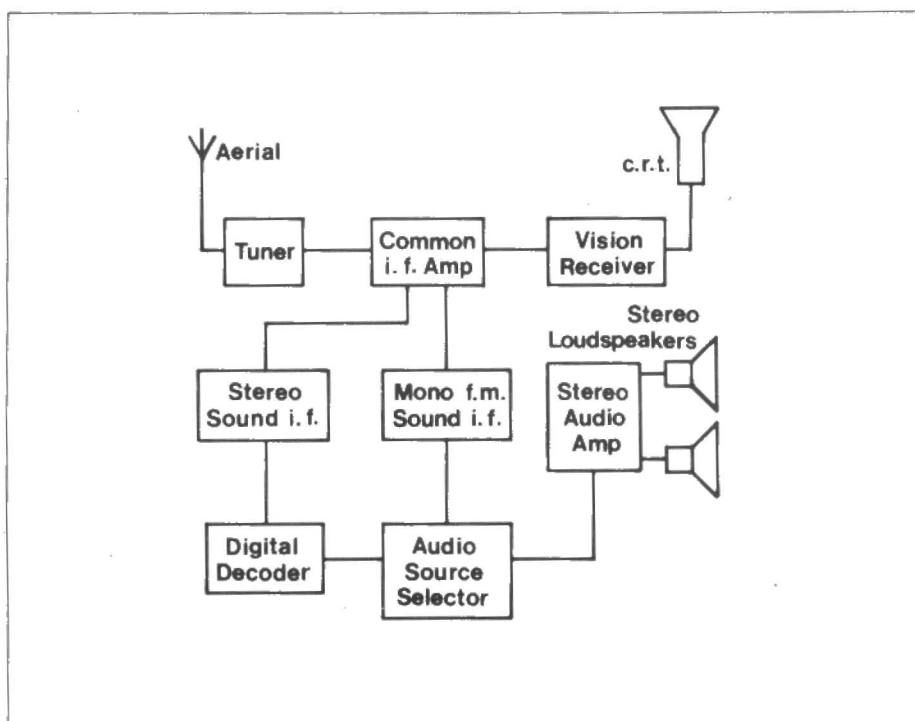 Aerial
c.r.t.
Tuner
Common
i.f. Amp
Vision
Receiver
Stereo
Loudspeakers
Stereo
Sound i.f.
Mono f.m.
Sound i.f.
Stereo
Audio
Amp
Digital
Decoder
Audio
Source
Selector